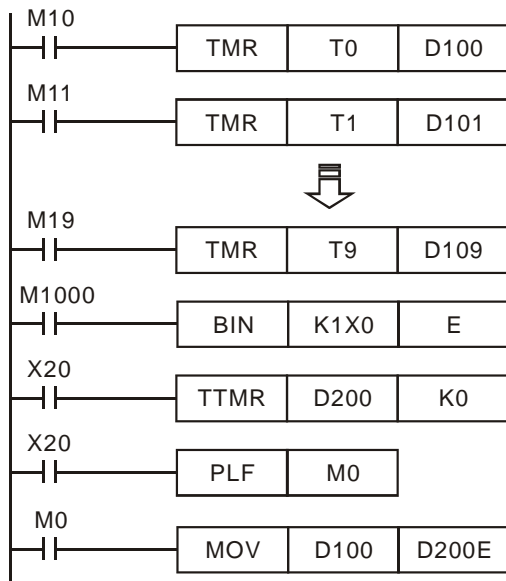 M10
TMR T0 D100
M11
TMR T1 D101
M19
TMR T9 D109
M1000
BIN K1X0 E
X20
TTMR D200 K0
X20
PLF M0
M0
MOV D100 D200E